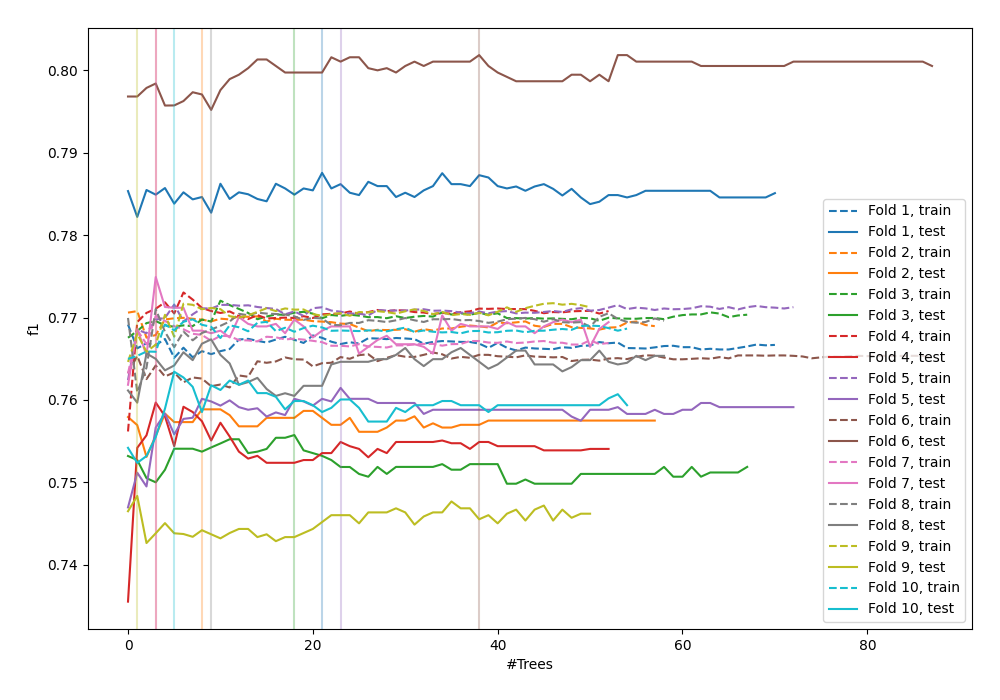 0.80
0.79
0.78
0.77
0.76
0.75
0.74
f1
0
20
40
60
80
#Trees
Fold 1, train
Fold 1, test
Fold 2, train
Fold 2, test
Fold 3, train
Fold 3, test
Fold 4, train
Fold 4, test
Fold 5, train
Fold 5, test
Fold 6, train
Fold 6, test
Fold 7, train
Fold 7, test
Fold 8, train
Fold 8, test
Fold 9, train
Fold 9, test
Fold 10, train
Fold 10, test